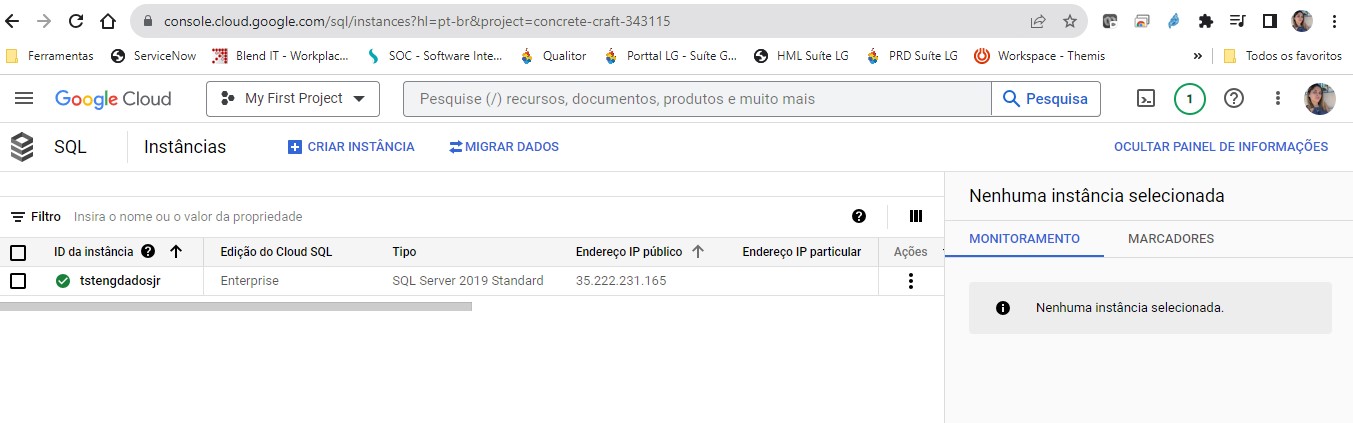 console.cloud.google.com/sql/instances?hl=pt-br&project=concrete-craft-343115
Ferramentas ServiceNow Blend IT - Workplac... SOC - Software Inte... Qualitor Porttal LG - Suíte G... HML Suíte LG PRD Suíte LG Workspace - Themis » Todos os favoritos
Google Cloud My First Project Pesquise (/) recursos, documentos, produtos e muito mais Pesquisa 1
SQL Instâncias CRIAR INSTÂNCIA MIGRAR DADOS OCULTAR PAINEL DE INFORMAÇÕES
Nenhuma instância selecionada
Filtro Insira o nome ou o valor da propriedade
MONITORAMENTO MARCADORES
ID da instância Edição do Cloud SQL Tipo Endereço IP público Endereço IP particular Ações
tstengdadosjr Enterprise SQL Server 2019 Standard 35.222.231.165
Nenhuma instância selecionada.